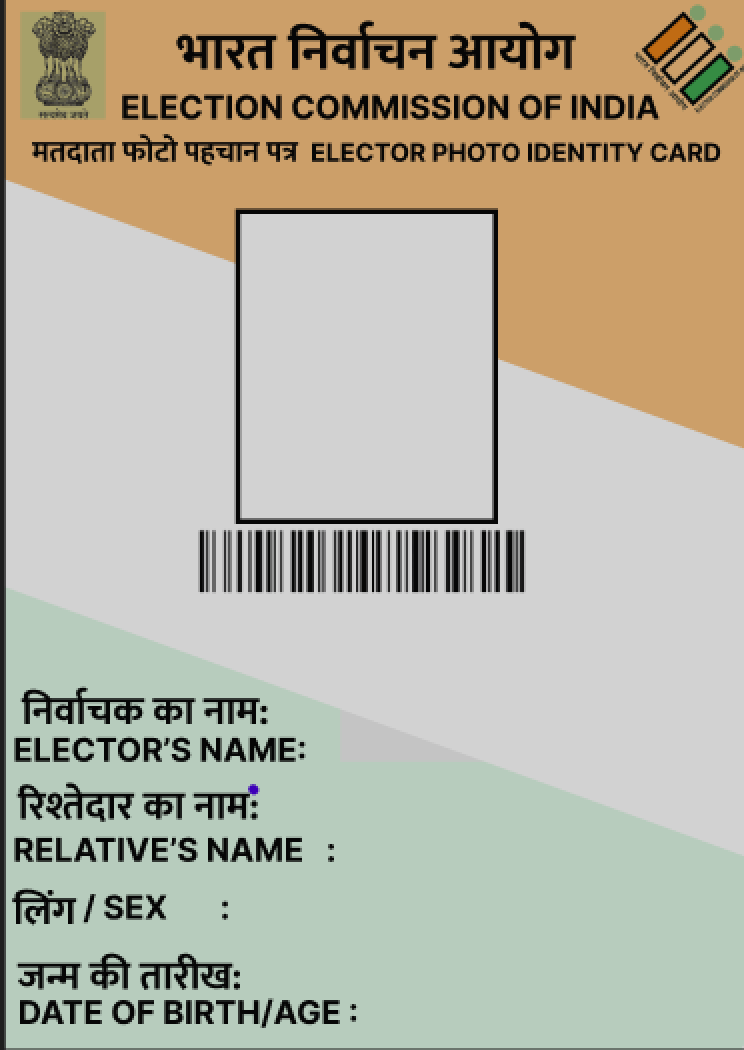 भारत निर्वाचन आयोग
ELECTION COMMISSION OF INDIA
मतदाता फोटो पहचान पत्र ELECTOR PHOTO IDENTITY CARD
सत्यमेव जयते
निर्वाचक का नाम:
ELECTOR’S NAME:
रिश्तेदार का नाम:
RELATIVE’S NAME :
लिंग / SEX :
जन्म की तारीख:
DATE OF BIRTH/AGE :